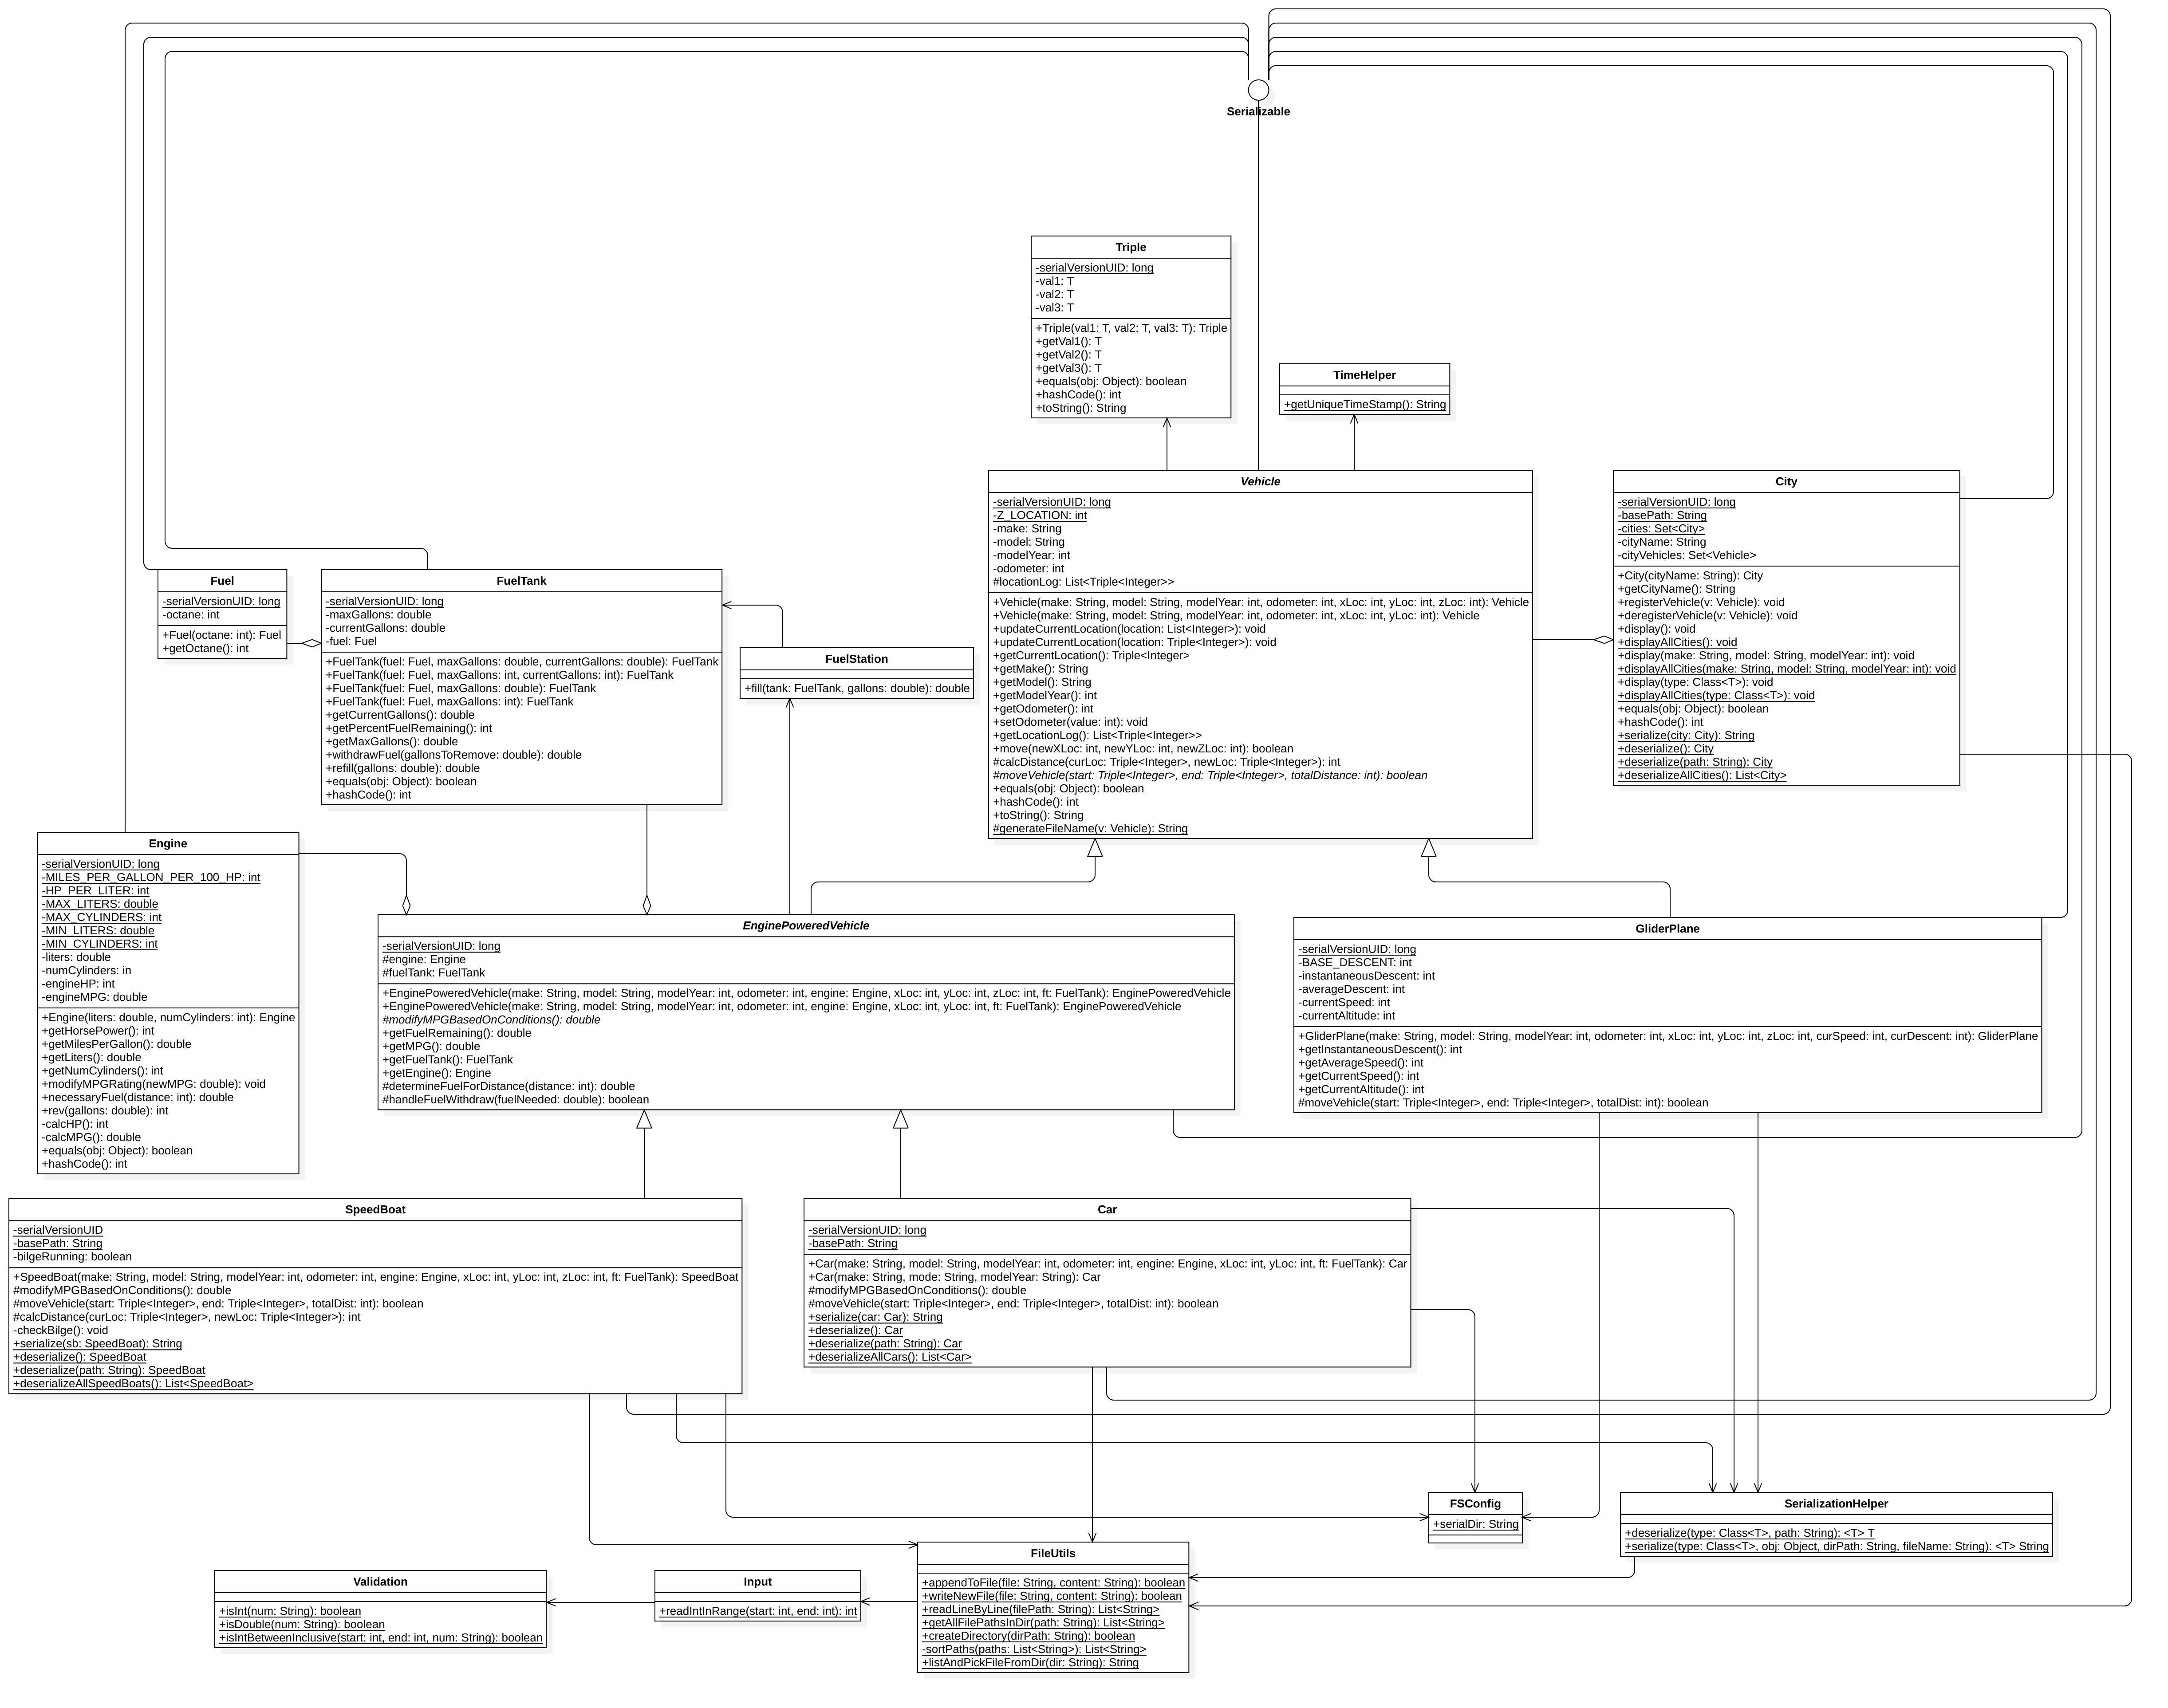 Serializable
Triple
-serialVersionUID: long
-val1: T
-val2: T
-val3: T
+Triple(val1: T, val2: T, val3: T): Triple
+getVal1(): T
+getVal2(): T
+getVal3(): T
+equals(obj: Object): boolean
+hashCode(): int
+toString(): String
TimeHelper
+getUniqueTimeStamp(): String
Vehicle
-serialVersionUID: long
-Z_LOCATION: int
-make: String
-model: String
-modelYear: int
-odometer: int
#locationLog: List<Triple<Integer>>
+Vehicle(make: String, model: String, modelYear: int, odometer: int, xLoc: int, yLoc: int, zLoc: int): Vehicle
+Vehicle(make: String, model: String, modelYear: int, odometer: int, xLoc: int, yLoc: int): Vehicle
+updateCurrentLocation(location: List<Integer>): void
+updateCurrentLocation(location: Triple<Integer>): void
+getCurrentLocation(): Triple<Integer>
+getMake(): String
+getModel(): String
+getModelYear(): int
+getOdometer(): int
+setOdometer(value: int): void
+getLocationLog(): List<Triple<Integer>>
+move(newXLoc: int, newYLoc: int, newZLoc: int): boolean
#calcDistance(curLoc: Triple<Integer>, newLoc: Triple<Integer>): int
#moveVehicle(start: Triple<Integer>, end: Triple<Integer>, totalDistance: int): boolean
+equals(obj: Object): boolean
+hashCode(): int
+toString(): String
#generateFileName(v: Vehicle): String
City
-serialVersionUID: long
-basePath: String
-cities: Set<City>
-cityName: String
-cityVehicles: Set<Vehicle>
+City(cityName: String): City
+getCityName(): String
+registerVehicle(v: Vehicle): void
+deregisterVehicle(v: Vehicle): void
+display(): void
+displayAllCities(): void
+display(make: String, model: String, modelYear: int): void
+displayAllCities(make: String, model: String, modelYear: int): void
+display(type: Class<T>): void
+displayAllCities(type: Class<T>): void
+equals(obj: Object): boolean
+hashCode(): int
+serialize(city: City): String
+deserialize(): City
+deserialize(path: String): City
+deserializeAllCities(): List<City>
Fuel
-serialVersionUID: long
-octane: int
+Fuel(octane: int): Fuel
+getOctane(): int
FuelTank
-serialVersionUID: long
-maxGallons: double
-currentGallons: double
-fuel: Fuel
+FuelTank(fuel: Fuel, maxGallons: double, currentGallons: double): FuelTank
+FuelTank(fuel: Fuel, maxGallons: int, currentGallons: int): FuelTank
+FuelTank(fuel: Fuel, maxGallons: double): FuelTank
+FuelTank(fuel: Fuel, maxGallons: int): FuelTank
+getCurrentGallons(): double
+getPercentFuelRemaining(): int
+getMaxGallons(): double
+withdrawFuel(gallonsToRemove: double): double
+refill(gallons: double): double
+equals(obj: Object): boolean
+hashCode(): int
FuelStation
+fill(tank: FuelTank, gallons: double): double
Engine
-serialVersionUID: long
-MILES_PER_GALLON_PER_100_HP: int
-HP_PER_LITER: int
-MAX_LITERS: double
-MAX_CYLINDERS: int
-MIN_LITERS: double
-MIN_CYLINDERS: int
-liters: double
-numCylinders: in
-engineHP: int
-engineMPG: double
+Engine(liters: double, numCylinders: int): Engine
+getHorsePower(): int
+getMilesPerGallon(): double
+getLiters(): double
+getNumCylinders(): int
+modifyMPGRating(newMPG: double): void
+necessaryFuel(distance: int): double
+rev(gallons: double): int
-calcHP(): int
-calcMPG(): double
+equals(obj: Object): boolean
+hashCode(): int
EnginePoweredVehicle
-serialVersionUID: long
#engine: Engine
#fuelTank: FuelTank
+EnginePoweredVehicle(make: String, model: String, modelYear: int, odometer: int, engine: Engine, xLoc: int, yLoc: int, zLoc: int, ft: FuelTank): EnginePoweredVehicle
+EnginePoweredVehicle(make: String, model: String, modelYear: int, odometer: int, engine: Engine, xLoc: int, yLoc: int, ft: FuelTank): EnginePoweredVehicle
#modifyMPGBasedOnConditions(): double
+getFuelRemaining(): double
+getMPG(): double
+getFuelTank(): FuelTank
+getEngine(): Engine
#determineFuelForDistance(distance: int): double
#handleFuelWithdraw(fuelNeeded: double): boolean
GliderPlane
-serialVersionUID: long
-BASE_DESCENT: int
-instantaneousDescent: int
-averageDescent: int
-currentSpeed: int
-currentAltitude: int
+GliderPlane(make: String, model: String, modelYear: int, odometer: int, xLoc: int, yLoc: int, zLoc: int, curSpeed: int, curDescent: int): GliderPlane
+getInstantaneousDescent(): int
+getAverageSpeed(): int
+getCurrentSpeed(): int
+getCurrentAltitude(): int
#moveVehicle(start: Triple<Integer>, end: Triple<Integer>, totalDist: int): boolean
SpeedBoat
-serialVersionUID
-basePath: String
-bilgeRunning: boolean
+SpeedBoat(make: String, model: String, modelYear: int, odometer: int, engine: Engine, xLoc: int, yLoc: int, zLoc: int, ft: FuelTank): SpeedBoat
#modifyMPGBasedOnConditions(): double
#moveVehicle(start: Triple<Integer>, end: Triple<Integer>, totalDist: int): boolean
#calcDistance(curLoc: Triple<Integer>, newLoc: Triple<Integer>): int
-checkBilge(): void
+serialize(sb: SpeedBoat): String
+deserialize(): SpeedBoat
+deserialize(path: String): SpeedBoat
+deserializeAllSpeedBoats(): List<SpeedBoat>
Car
-serialVersionUID: long
-basePath: String
+Car(make: String, model: String, modelYear: int, odometer: int, engine: Engine, xLoc: int, yLoc: int, ft: FuelTank): Car
+Car(make: String, mode: String, modelYear: String): Car
#modifyMPGBasedOnConditions(): double
#moveVehicle(start: Triple<Integer>, end: Triple<Integer>, totalDist: int): boolean
+serialize(car: Car): String
+deserialize(): Car
+deserialize(path: String): Car
+deserializeAllCars(): List<Car>
FSConfig
+serialDir: String
SerializationHelper
+deserialize(type: Class<T>, path: String): <T> T
+serialize(type: Class<T>, obj: Object, dirPath: String, fileName: String): <T> String
Validation
+isInt(num: String): boolean
+isDouble(num: String): boolean
+isIntBetweenInclusive(start: int, end: int, num: String): boolean
Input
+readIntInRange(start: int, end: int): int
FileUtils
+appendToFile(file: String, content: String): boolean
+writeNewFile(file: String, content: String): boolean
+readLineByLine(filePath: String): List<String>
+getAllFilePathsInDir(path: String): List<String>
+createDirectory(dirPath: String): boolean
-sortPaths(paths: List<String>): List<String>
+listAndPickFileFromDir(dir: String): String